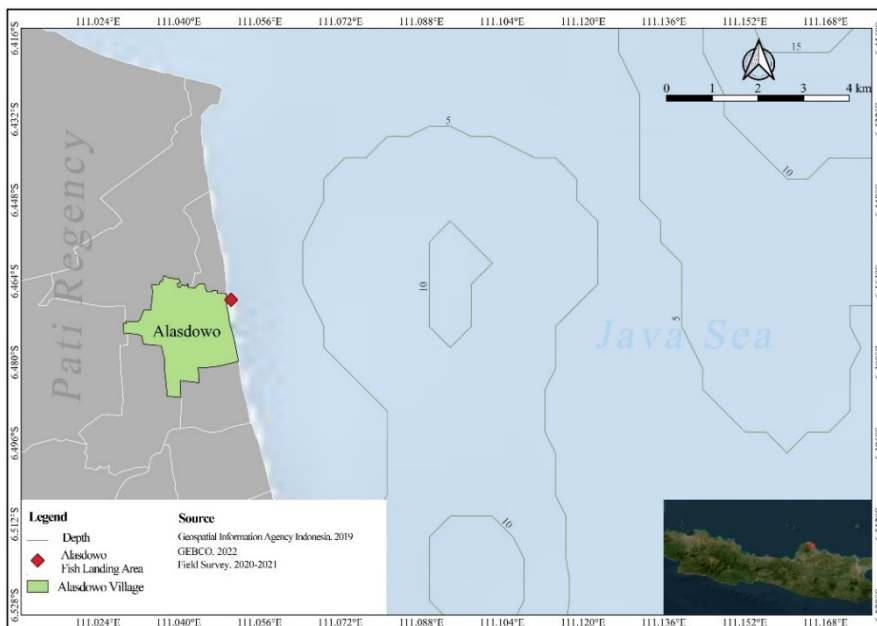 111.024°E 111.040°E 111.056°E 111.072°E 111.088°E 111.104°E 111.120°E 111.136°E 111.152°E 111.168°E
6.416°S
6.432°S
6.448°S
6.464°S
6.480°S
6.496°S
6.512°S
6.528°S
0 1 2 3 4 km
15
10
5
10
5
10
Pati Regency
Alasdowo
Java Sea
Legend
Depth
Alasdowo
Fish Landing Area
Alasdowo Village
Source
Geospatial Information Agency Indonesia. 2019
GEBCO. 2022
Field Survey. 2020-2021
111.024°E 111.040°E 111.056°E 111.072°E 111.088°E 111.104°E 111.120°E 111.136°E 111.152°E 111.168°E